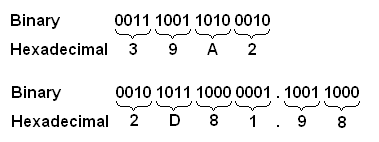 Binary 0011 1001 1010 0010
Hexadecimal 3 9 A 2
Binary 0010 1011 1000 0001 . 1001 1000
Hexadecimal 2 D 8 1 . 9 8